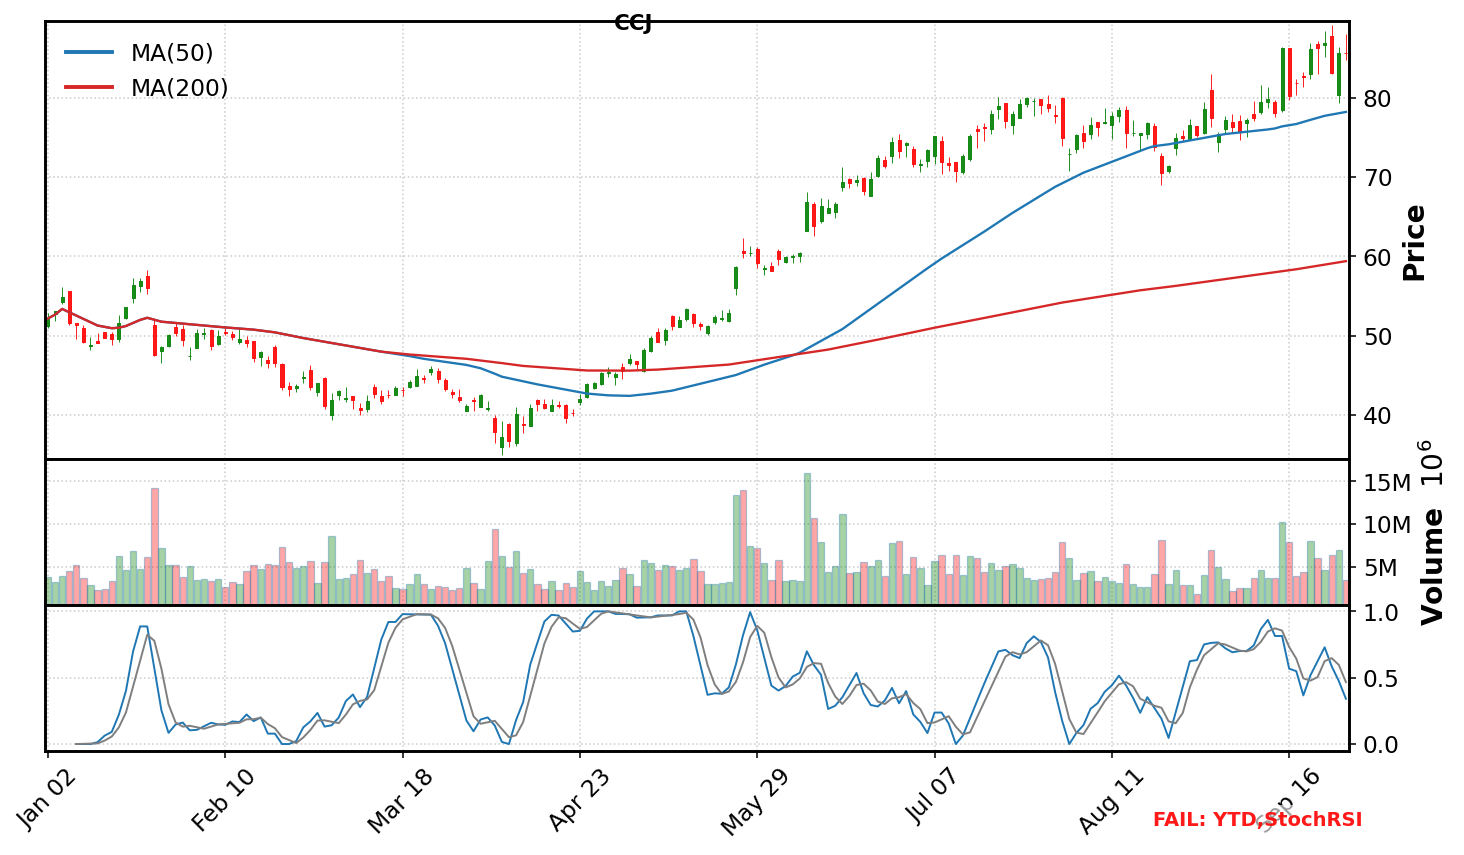 CCJ
MA(50)
MA(200)
80
70
60
50
40
Price
15M
10M
5M
Volume 10^6
1.0
0.5
0.0
Jan 02
Feb 10
Mar 18
Apr 23
May 29
Jul 07
Aug 11
Sep 16
FAIL: YTD,StochRSI